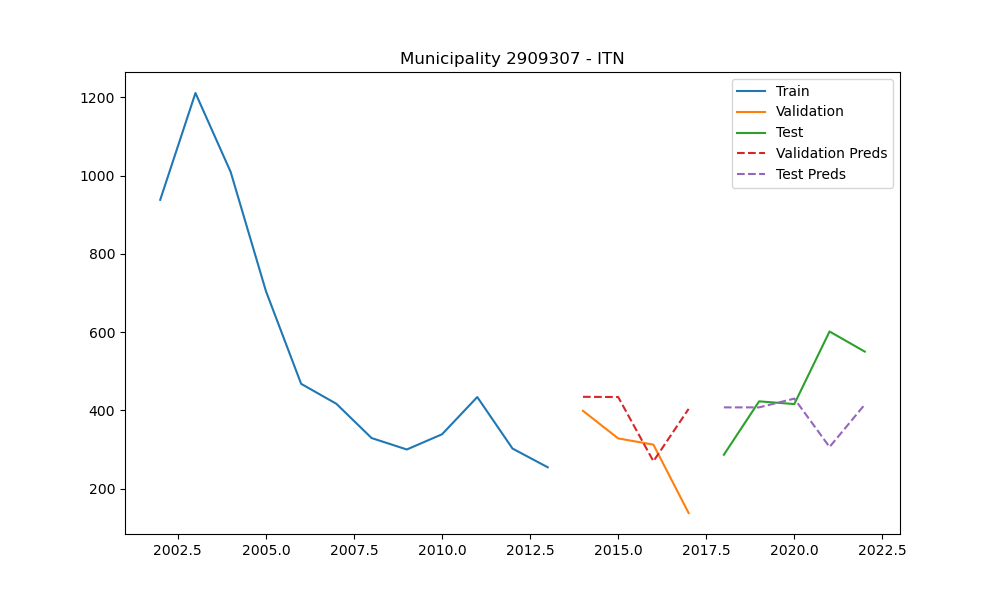 Municipality 2909307 - ITN
Train
Validation
Test
Validation Preds
Test Preds
1200
1000
800
600
400
200
2002.5 2005.0 2007.5 2010.0 2012.5 2015.0 2017.5 2020.0 2022.5